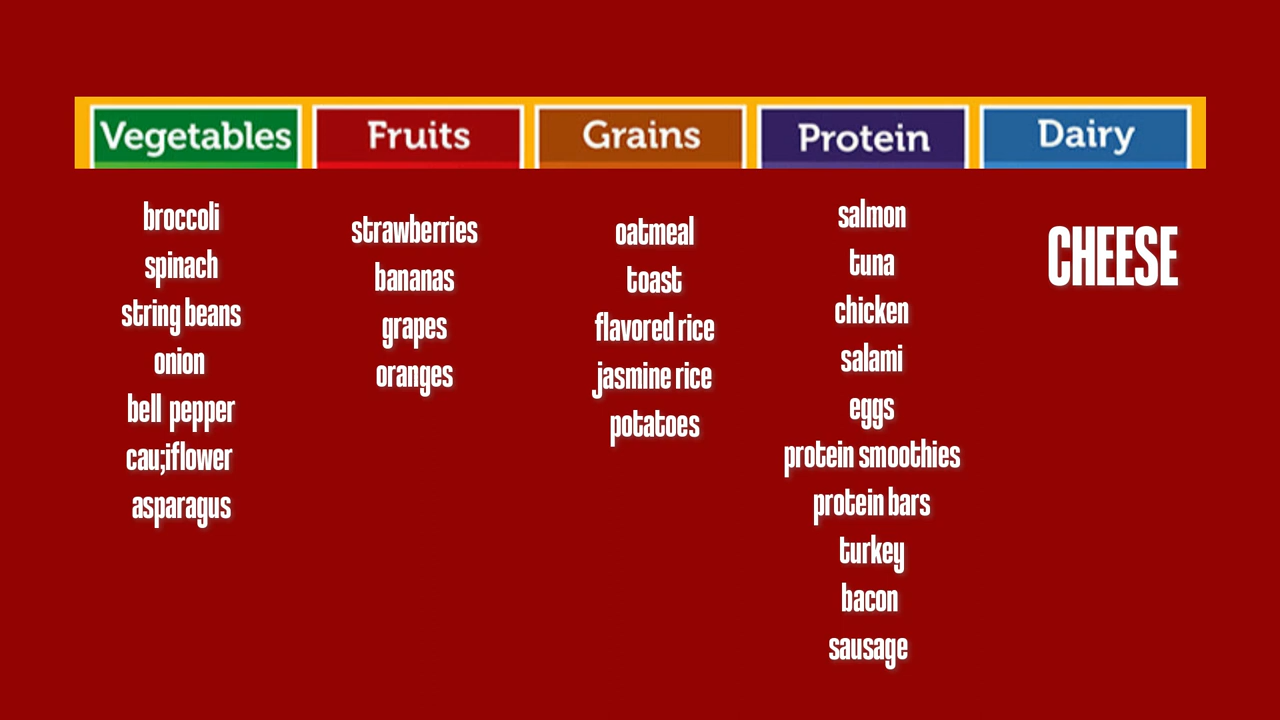 Vegetables
Fruits
Grains
Protein
Dairy
broccoli
spinach
string beans
onion
bell pepper
cau;iflower
asparagus
strawberries
bananas
grapes
oranges
oatmeal
toast
flavored rice
jasmine rice
potatoes
salmon
tuna
chicken
salami
eggs
protein smoothies
protein bars
turkey
bacon
sausage
CHEESE